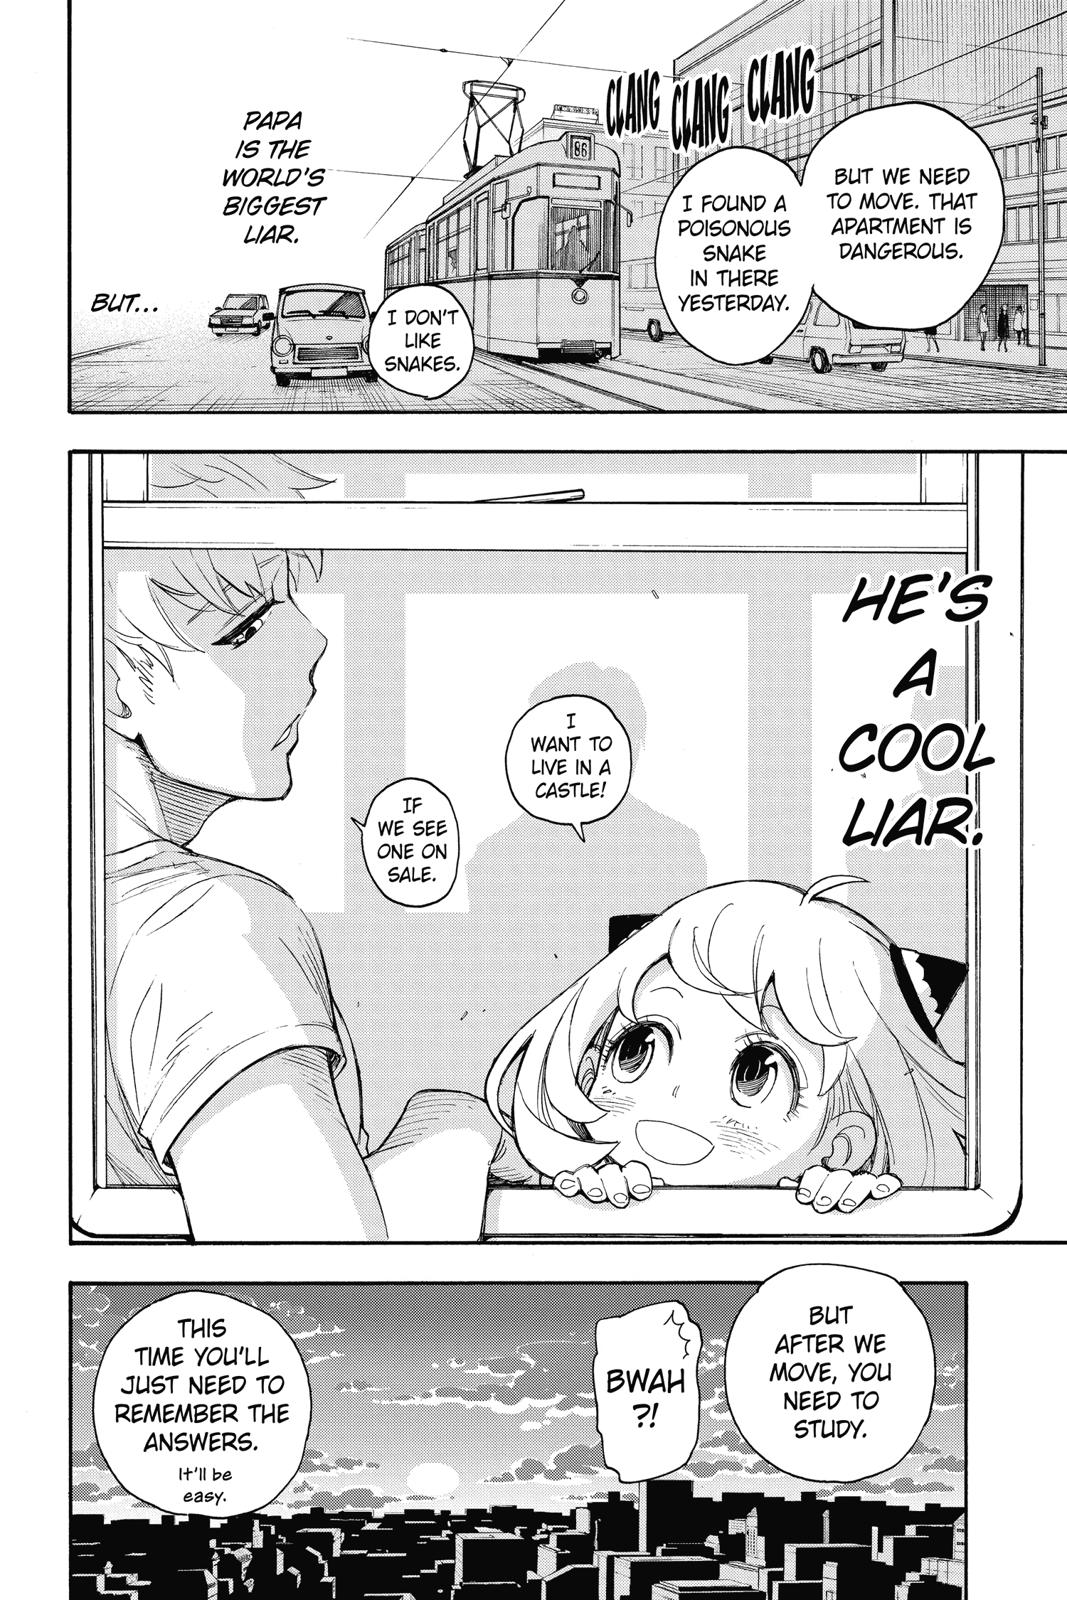 CLANG CLANG CLANG
86
BUT WE NEED
TO MOVE. THAT
APARTMENT IS
DANGEROUS.
I FOUND A
POISONOUS
SNAKE
IN THERE
YESTERDAY.
I DON'T
LIKE
SNAKES.
PAPA
IS THE
WORLD'S
BIGGEST
LIAR.
BUT...
HE'S
A
COOL
LIAR.
I
WANT TO
LIVE IN A
CASTLE!
IF
WE SEE
ONE ON
SALE.
BUT
AFTER WE
MOVE, YOU
NEED TO
STUDY.
BWAH
?!
THIS
TIME YOU'LL
JUST NEED TO
REMEMBER THE
ANSWERS.
It'll be
easy.